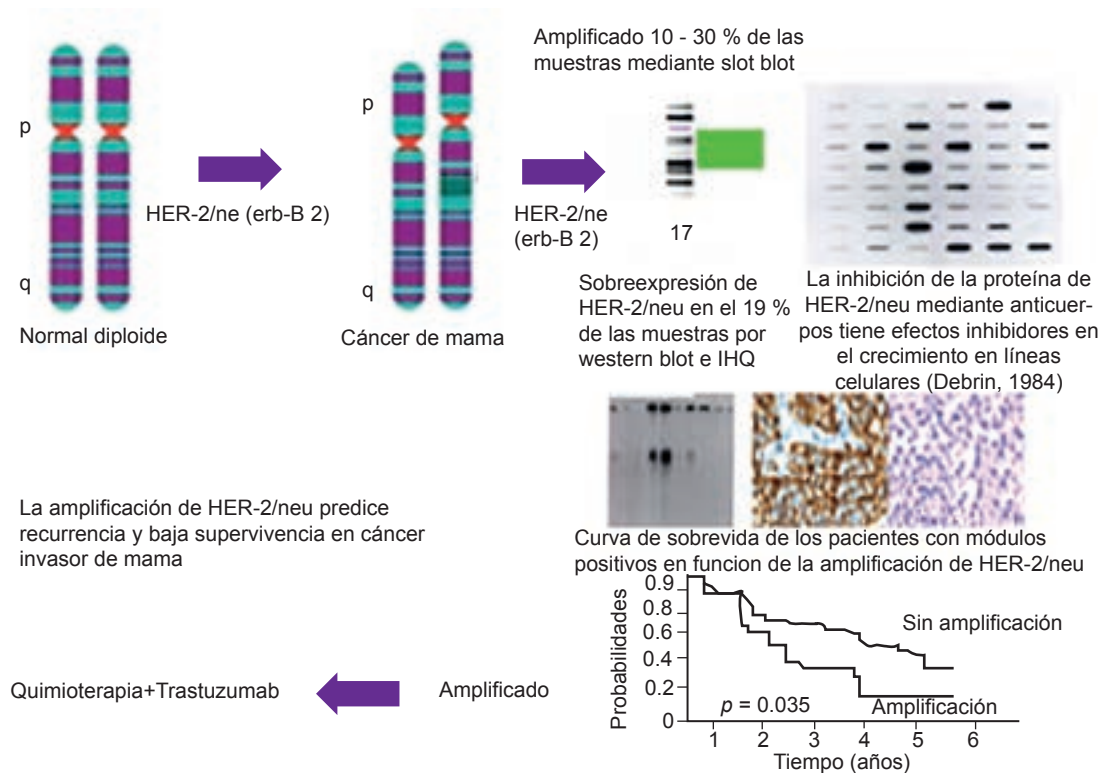 Amplificado 10 - 30 % de las
muestras mediante slot blot
p
q
Normal diploide
HER-2/ne (erb-B 2)
p
q
Cáncer de mama
HER-2/ne
(erb-B 2)
17
Sobreexpresión de
HER-2/neu en el 19 %
de las muestras por
western blot e IHQ
La inhibición de la proteína de
HER-2/neu mediante anticuer-
pos tiene efectos inhibidores en
el crecimiento en líneas
celulares (Debrin, 1984)
La amplificación de HER-2/neu predice
recurrencia y baja supervivencia en cáncer
invasor de mama
Curva de sobrevida de los pacientes con módulos
positivos en funcion de la amplificación de HER-2/neu
Probabilidades
0.9
0.8
0.6
0.4
0.2
0
Sin amplificación
Amplificación
p = 0.035
1 2 3 4 5 6
Tiempo (años)
Quimioterapia+Trastuzumab
Amplificado